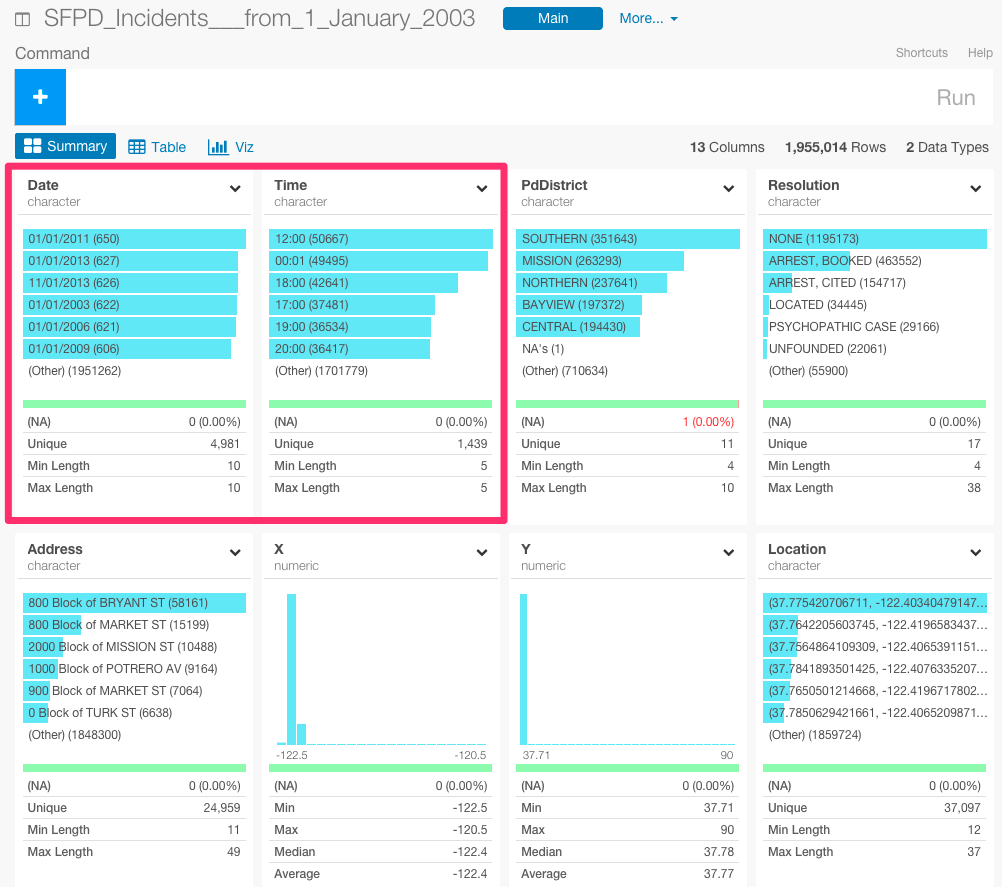 SFPD_Incidents___from_1_January_2003 Main More...
Command Shortcuts Help
+ Run
Summary Table Viz 13 Columns 1,955,014 Rows 2 Data Types
Date
character
01/01/2011 (650)
01/01/2013 (627)
11/01/2013 (626)
01/01/2003 (622)
01/01/2006 (621)
01/01/2009 (606)
(Other) (1951262)
(NA) 0 (0.00%)
Unique 4,981
Min Length 10
Max Length 10
Time
character
12:00 (50667)
00:01 (49495)
18:00 (42641)
17:00 (37481)
19:00 (36534)
20:00 (36417)
(Other) (1701779)
(NA) 0 (0.00%)
Unique 1,439
Min Length 5
Max Length 5
PdDistrict
character
SOUTHERN (351643)
MISSION (263293)
NORTHERN (237641)
BAYVIEW (197372)
CENTRAL (194430)
NA's (1)
(Other) (710634)
(NA) 1 (0.00%)
Unique 11
Min Length 4
Max Length 10
Resolution
character
NONE (1195173)
ARREST, BOOKED (463552)
ARREST, CITED (154717)
LOCATED (34445)
PSYCHOPATHIC CASE (29166)
UNFOUNDED (22061)
(Other) (55900)
(NA) 0 (0.00%)
Unique 17
Min Length 4
Max Length 38
Address
character
800 Block of BRYANT ST (58161)
800 Block of MARKET ST (15199)
2000 Block of MISSION ST (10488)
1000 Block of POTRERO AV (9164)
900 Block of MARKET ST (7064)
0 Block of TURK ST (6638)
(Other) (1848300)
(NA) 0 (0.00%)
Unique 24,959
Min Length 11
Max Length 49
X
numeric
-122.5 -120.5
(NA) 0 (0.00%)
Min -122.5
Max -120.5
Median -122.4
Average -122.4
Y
numeric
37.71 90
(NA) 0 (0.00%)
Min 37.71
Max 90
Median 37.78
Average 37.77
Location
character
(37.775420706711, -122.40340479147...
(37.7642205603745, -122.4196583437...
(37.7564864109309, -122.4065391151...
(37.7841893501425, -122.4076335207...
(37.7650501214668, -122.4196717802...
(37.7850629421661, -122.4065209871...
(Other) (1859724)
(NA) 0 (0.00%)
Unique 37,097
Min Length 12
Max Length 37